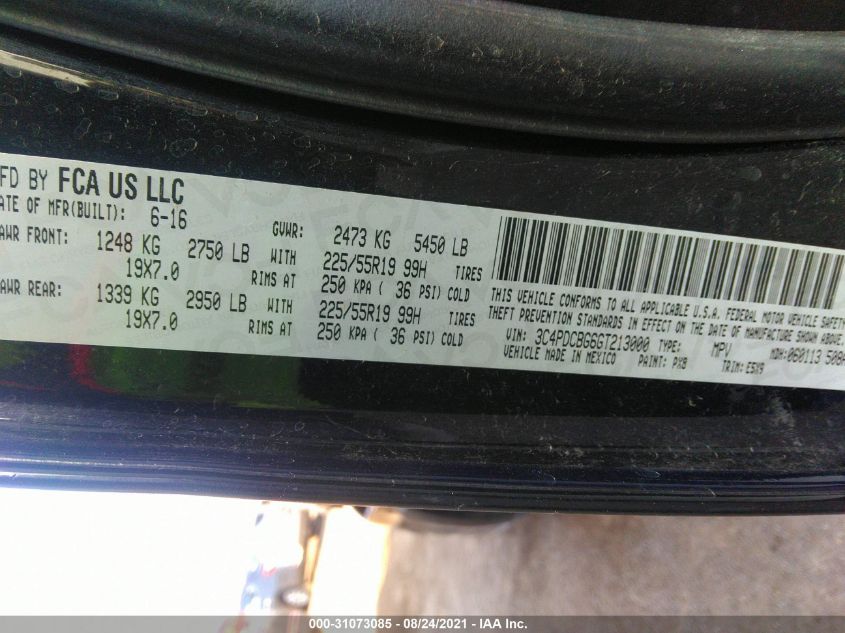 FD BY FCA US LLC
ATE OF MFR(BUILT): 6-16
GVWR: 2473 KG 5450 LB
AWR FRONT: 1248 KG 2750 LB WITH 225/55R19 99H TIRES
19X7.0 RIMS AT 250 KPA ( 36 PSI) COLD
AWR REAR: 1339 KG 2950 LB WITH 225/55R19 99H TIRES
19X7.0 RIMS AT 250 KPA ( 36 PSI) COLD
THIS VEHICLE CONFORMS TO ALL APPLICABLE U.S.A. FEDERAL MOTOR VEHICLE SAFETY
THEFT PREVENTION STANDARDS IN EFFECT ON THE DATE OF MANUFACTURE SHOWN ABOVE.
VIN: 3C4PDCBG6GT213000 TYPE: MPV MDH:060113 508
VEHICLE MADE IN MEXICO PAINT: PX8 TRIM: E5X9
000-31073085 - 08/24/2021 - IAA Inc.